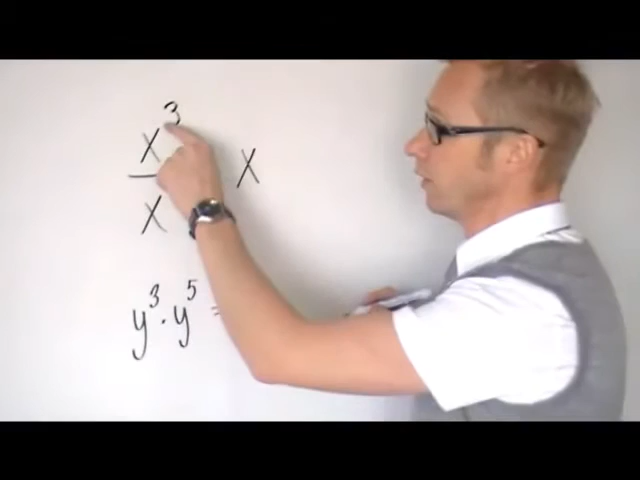 x³
x x
y³ · y⁵ =